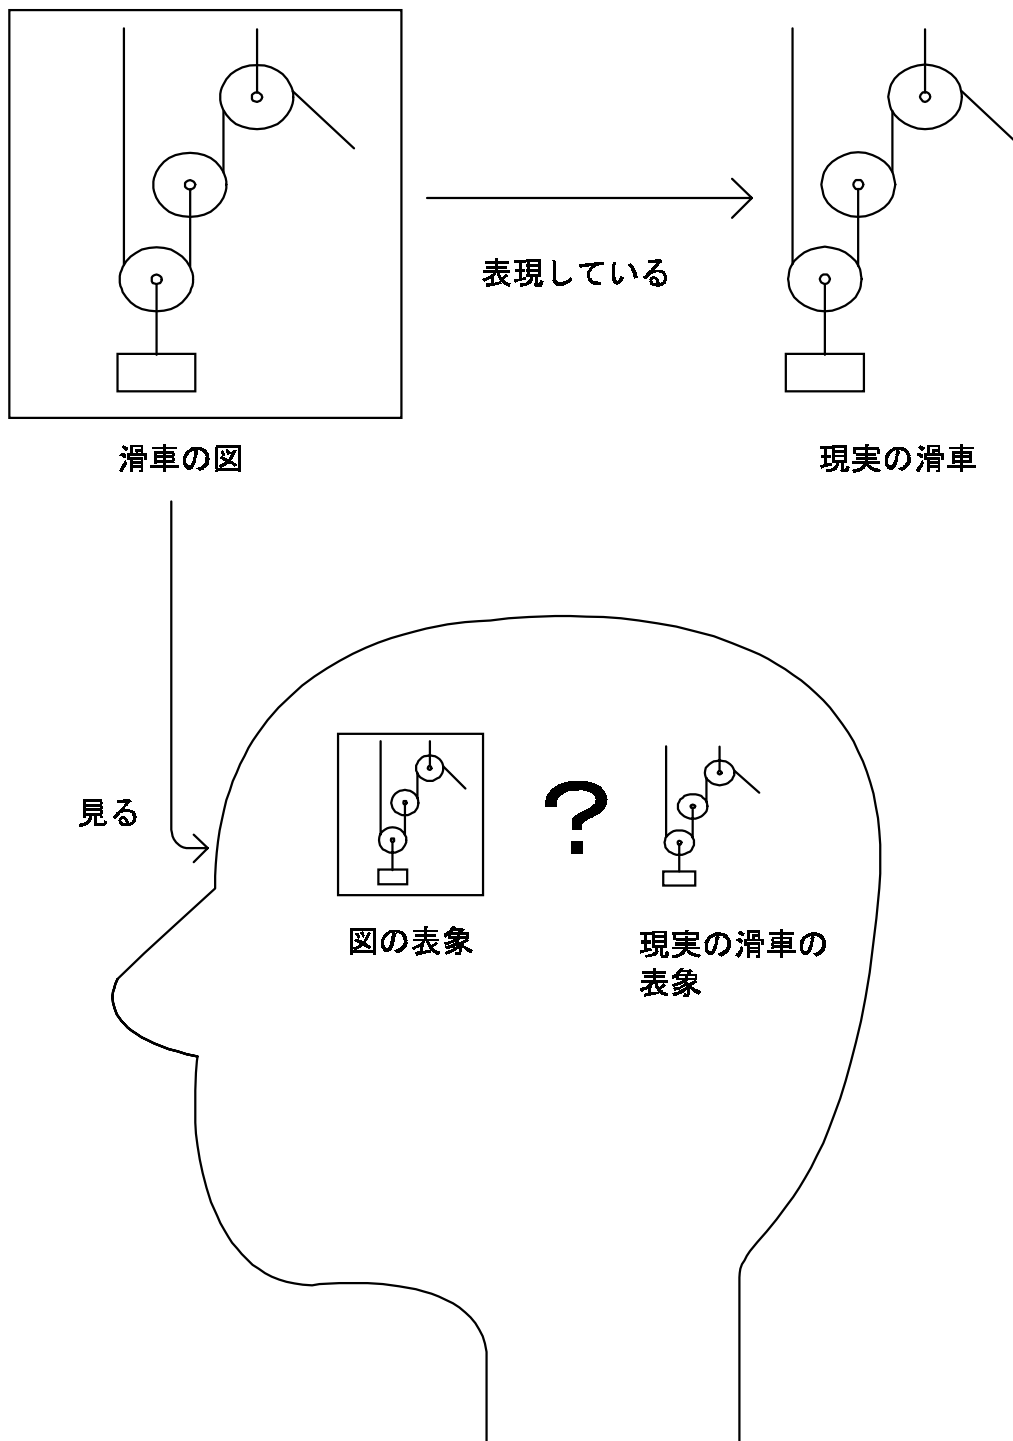 表現している
滑車の図
現実の滑車
見る
?
図の表象
現実の滑車の
表象